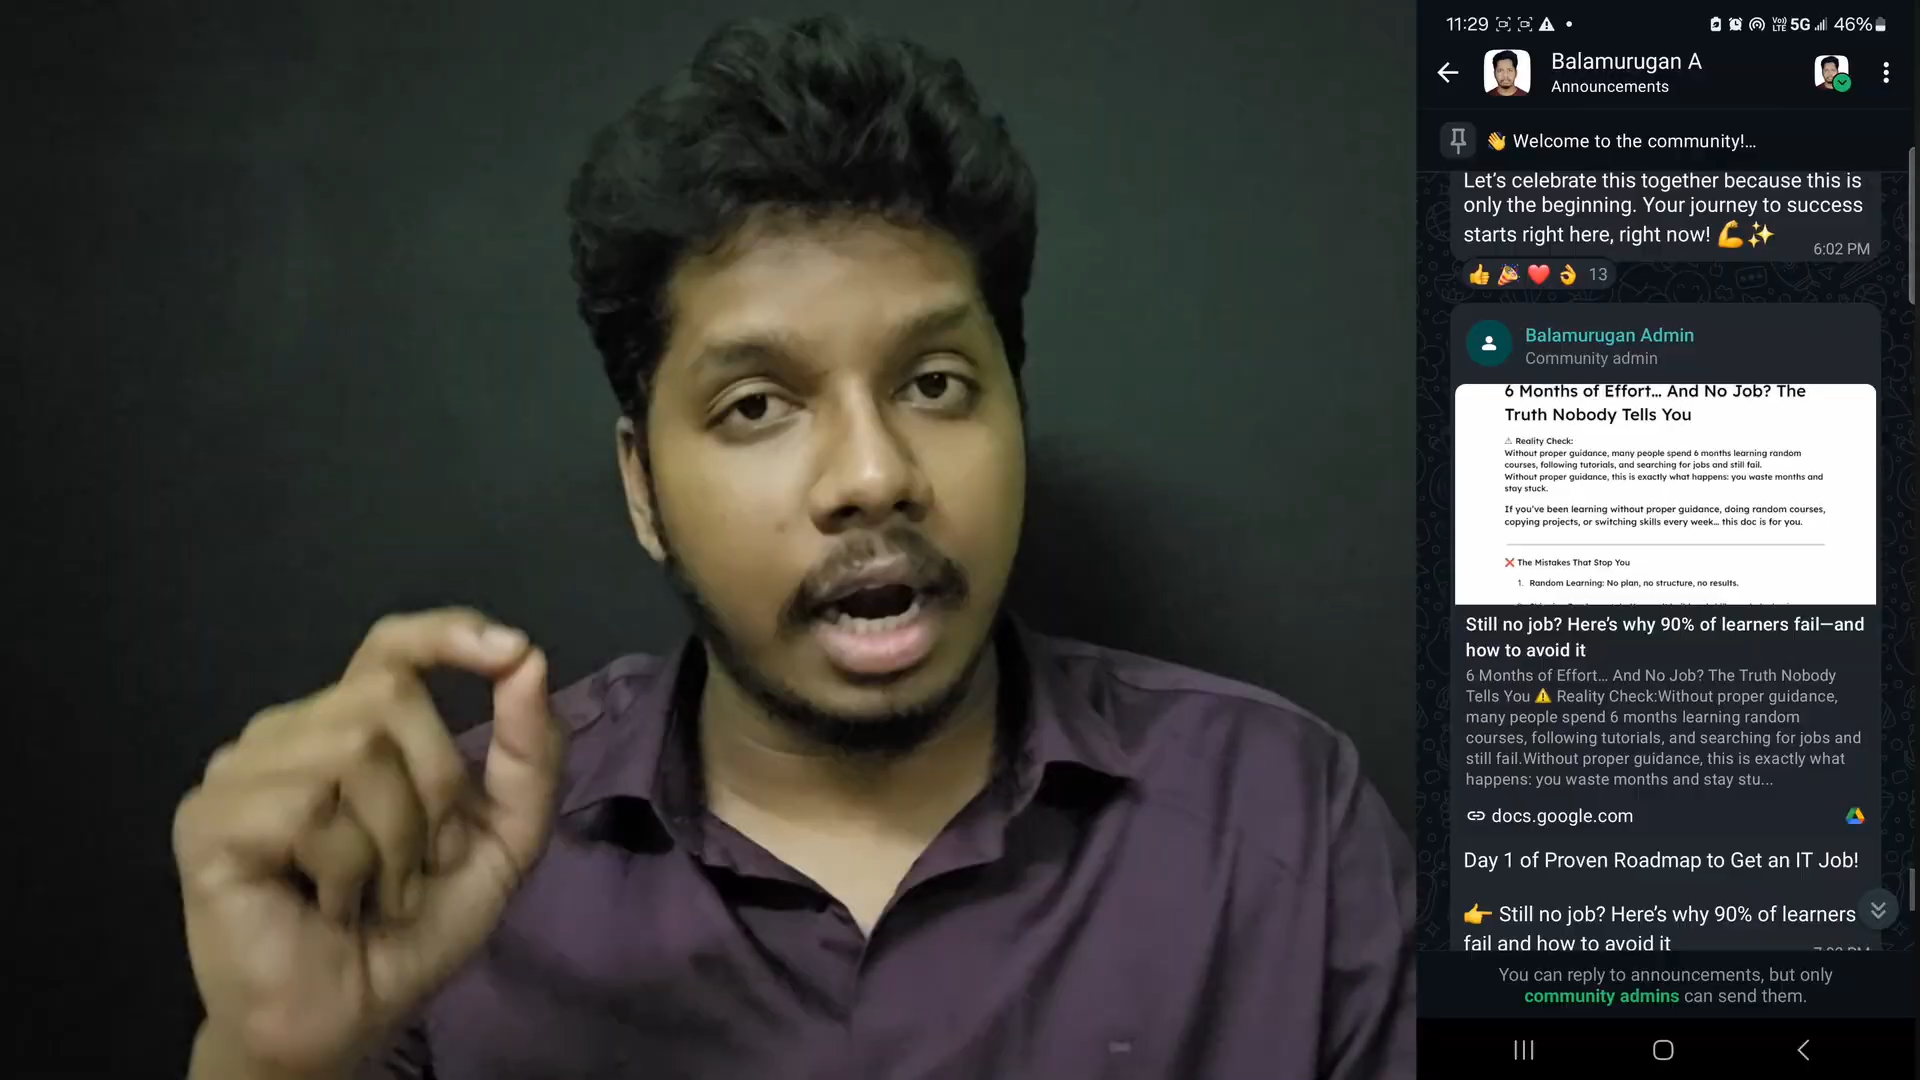 11:29
Vo)) LTE 5G 46%
Balamurugan A
Announcements
👋 Welcome to the community!...
Let's celebrate this together because this is
only the beginning. Your journey to success
starts right here, right now! 💪✨
6:02 PM
👍🎉❤️👌 13
Balamurugan Admin
Community admin
6 Months of Effort... And No Job? The
Truth Nobody Tells You
⚠ Reality Check:
Without proper guidance, many people spend 6 months learning random
courses, following tutorials, and searching for jobs and still fail.
Without proper guidance, this is exactly what happens: you waste months and
stay stuck.
If you've been learning without proper guidance, doing random courses,
copying projects, or switching skills every week... this doc is for you.
❌ The Mistakes That Stop You
1. Random Learning: No plan, no structure, no results.
Still no job? Here's why 90% of learners fail—and
how to avoid it
6 Months of Effort... And No Job? The Truth Nobody
Tells You ⚠️ Reality Check:Without proper guidance,
many people spend 6 months learning random
courses, following tutorials, and searching for jobs and
still fail.Without proper guidance, this is exactly what
happens: you waste months and stay stu...
docs.google.com
Day 1 of Proven Roadmap to Get an IT Job!
👉 Still no job? Here's why 90% of learners
fail and how to avoid it
You can reply to announcements, but only
community admins can send them.